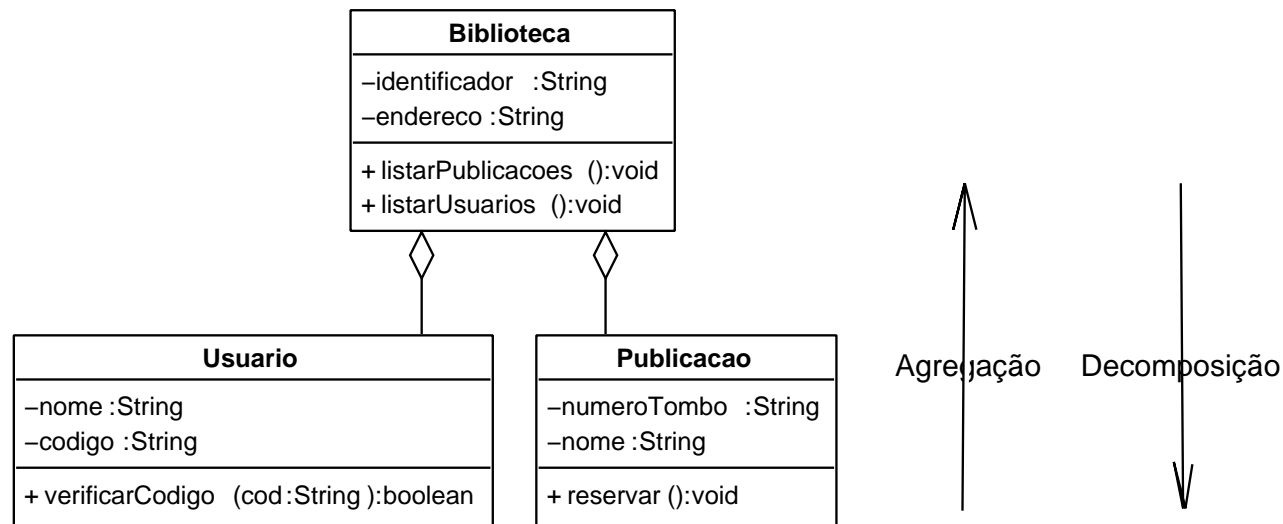 Biblioteca
–identificador :String
–endereco :String
+ listarPublicacoes ():void
+ listarUsuarios ():void
Usuario
–nome :String
–codigo :String
+ verificarCodigo (cod :String ):boolean
Publicacao
–numeroTombo :String
–nome :String
+ reservar ():void
Agregação
Decomposição